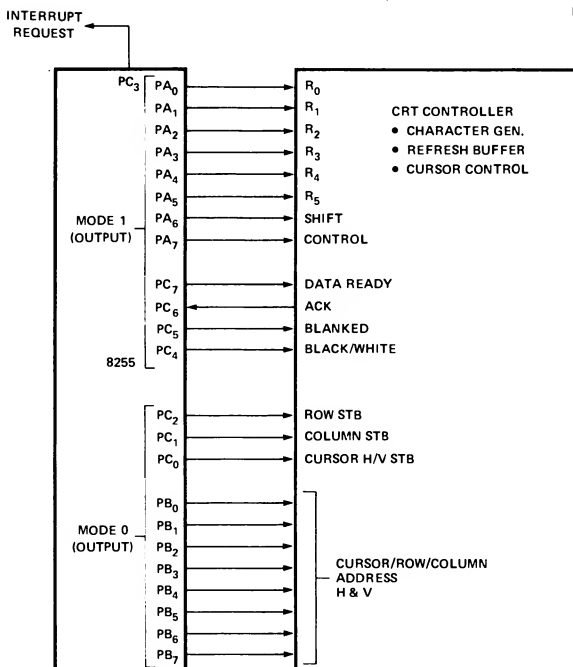 INTERRUPT
REQUEST
PC3
PA0 R0
PA1 R1
PA2 R2
PA3 R3
PA4 R4
PA5 R5
PA6 SHIFT
PA7 CONTROL
CRT CONTROLLER
• CHARACTER GEN.
• REFRESH BUFFER
• CURSOR CONTROL
MODE 1
(OUTPUT)
PC7 DATA READY
PC6 ACK
PC5 BLANKED
PC4 BLACK/WHITE
8255
PC2 ROW STB
PC1 COLUMN STB
PC0 CURSOR H/V STB
MODE 0
(OUTPUT)
PB0
PB1
PB2
PB3
PB4
PB5
PB6
PB7
CURSOR/ROW/COLUMN
ADDRESS
H & V